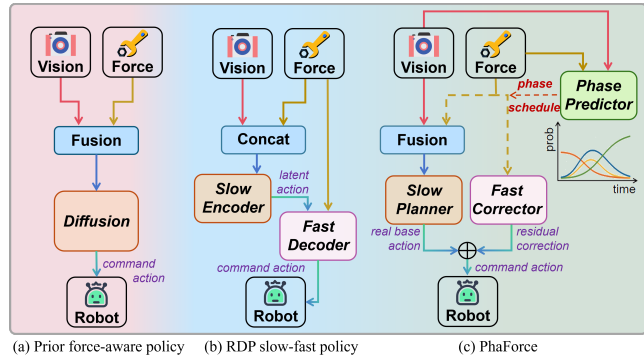 Vision
Force
Fusion
Diffusion
command
action
Robot
(a) Prior force-aware policy
Vision
Force
Concat
Slow
Encoder
latent
action
Fast
Decoder
command action
Robot
(b) RDP slow-fast policy
Vision
Force
Phase
Predictor
phase
schedule
prob
time
Fusion
Slow
Planner
Fast
Corrector
real base
action
residual
correction
command action
Robot
(c) PhaForce